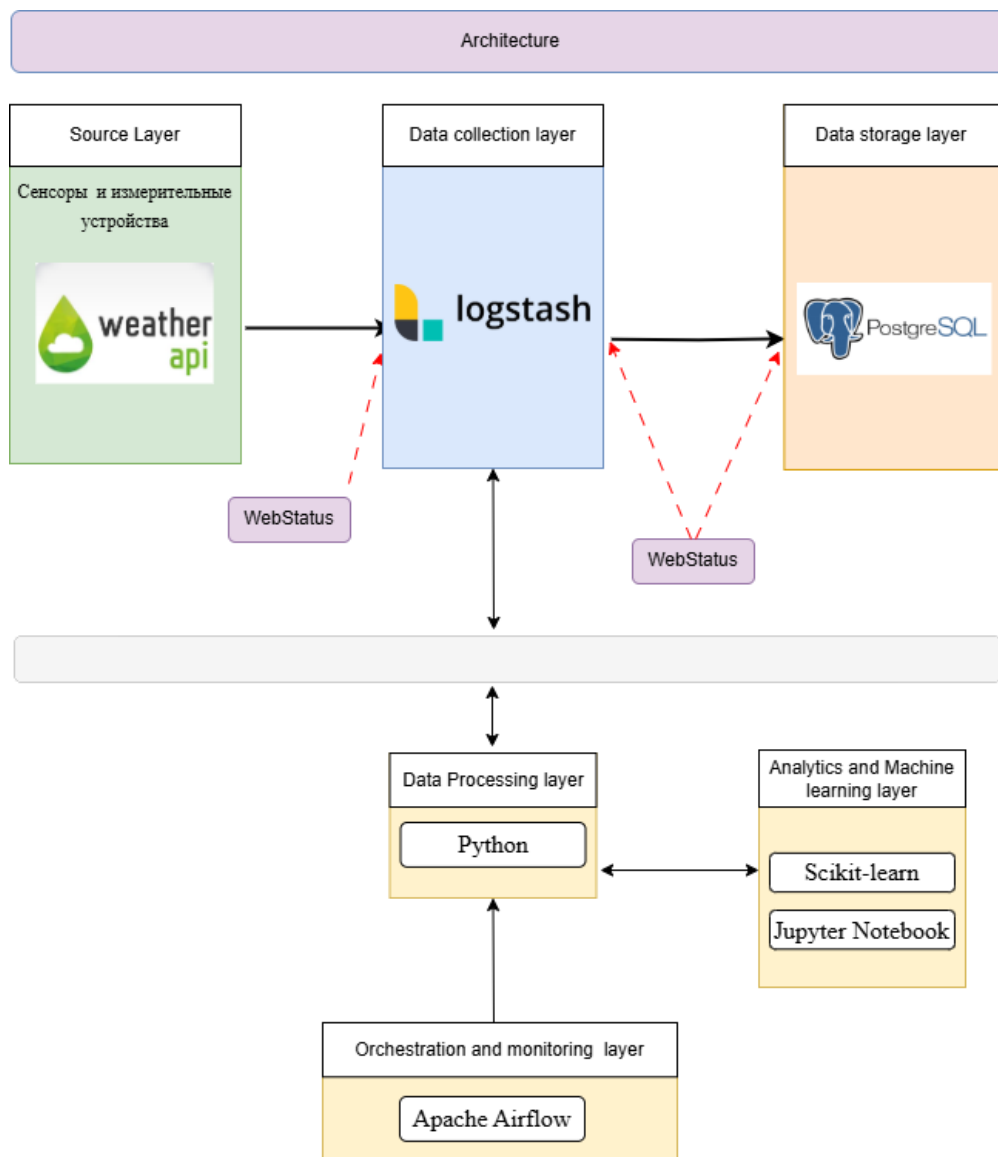 Architecture
Source Layer
Data collection layer
Data storage layer
Сенсоры и измерительные
устройства
weather
api
logstash
PostgreSQL
WebStatus
WebStatus
Data Processing layer
Python
Analytics and Machine
learning layer
Scikit-learn
Jupyter Notebook
Orchestration and monitoring layer
Apache Airflow